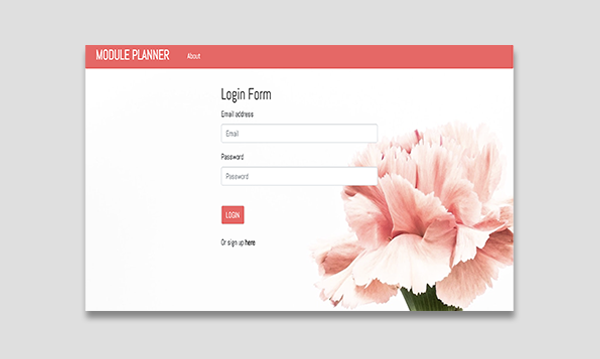 MODULE PLANNER About
Login Form
Email address
Email
Password
Password
LOGIN
Or sign up here